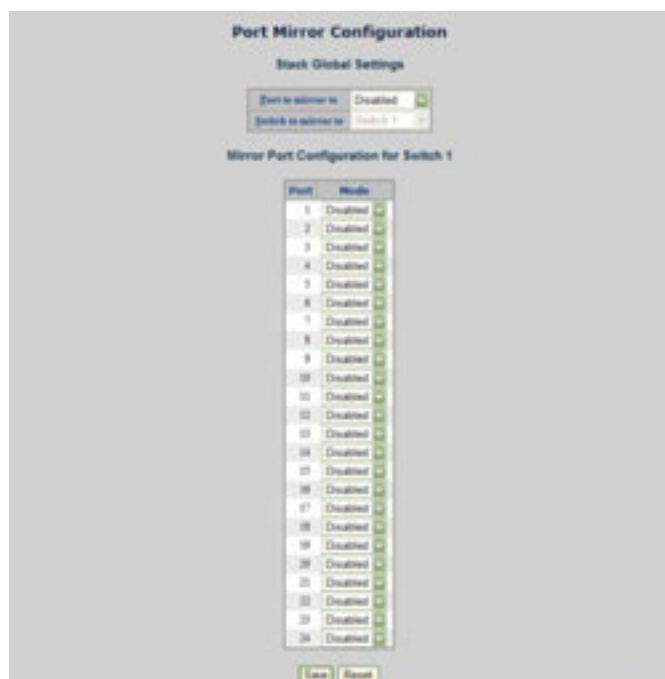 Port Mirror Configuration
Stack Global Settings
Port to mirror to Disabled
Switch to mirror to Switch 1
Mirror Port Configuration for Switch 1
Port Mode
1 Disabled
2 Disabled
3 Disabled
4 Disabled
5 Disabled
6 Disabled
7 Disabled
8 Disabled
9 Disabled
10 Disabled
11 Disabled
12 Disabled
13 Disabled
14 Disabled
15 Disabled
16 Disabled
17 Disabled
18 Disabled
19 Disabled
20 Disabled
21 Disabled
22 Disabled
23 Disabled
24 Disabled
Save Reset